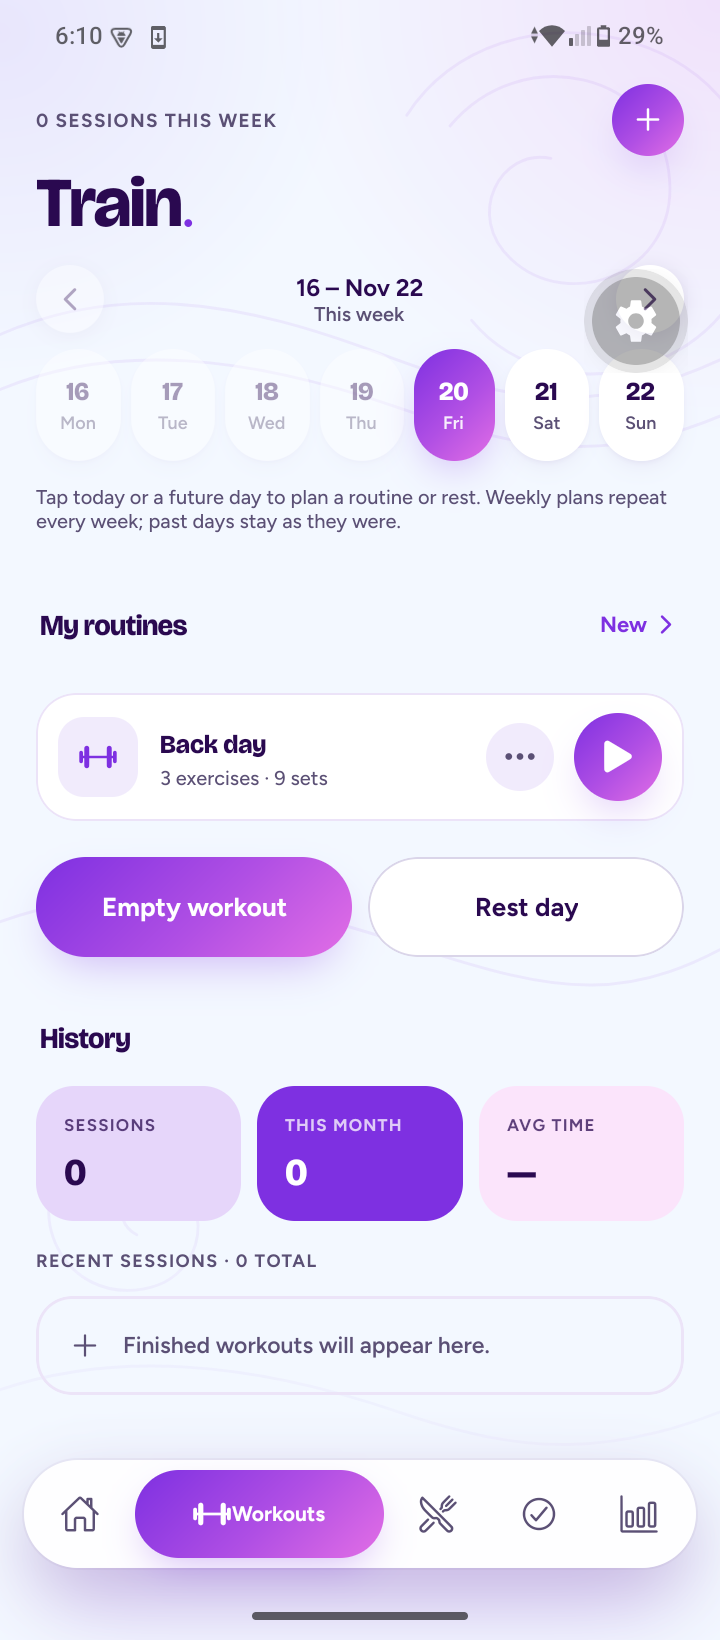 6:10
29%
0 SESSIONS THIS WEEK
Train.
16 – Nov 22
This week
16 17 18 19 20 21 22
Mon Tue Wed Thu Fri Sat Sun
Tap today or a future day to plan a routine or rest. Weekly plans repeat
every week; past days stay as they were.
My routines
New
Back day
3 exercises · 9 sets
Empty workout
Rest day
History
SESSIONS THIS MONTH AVG TIME
0 0 –
RECENT SESSIONS · 0 TOTAL
Finished workouts will appear here.
Workouts